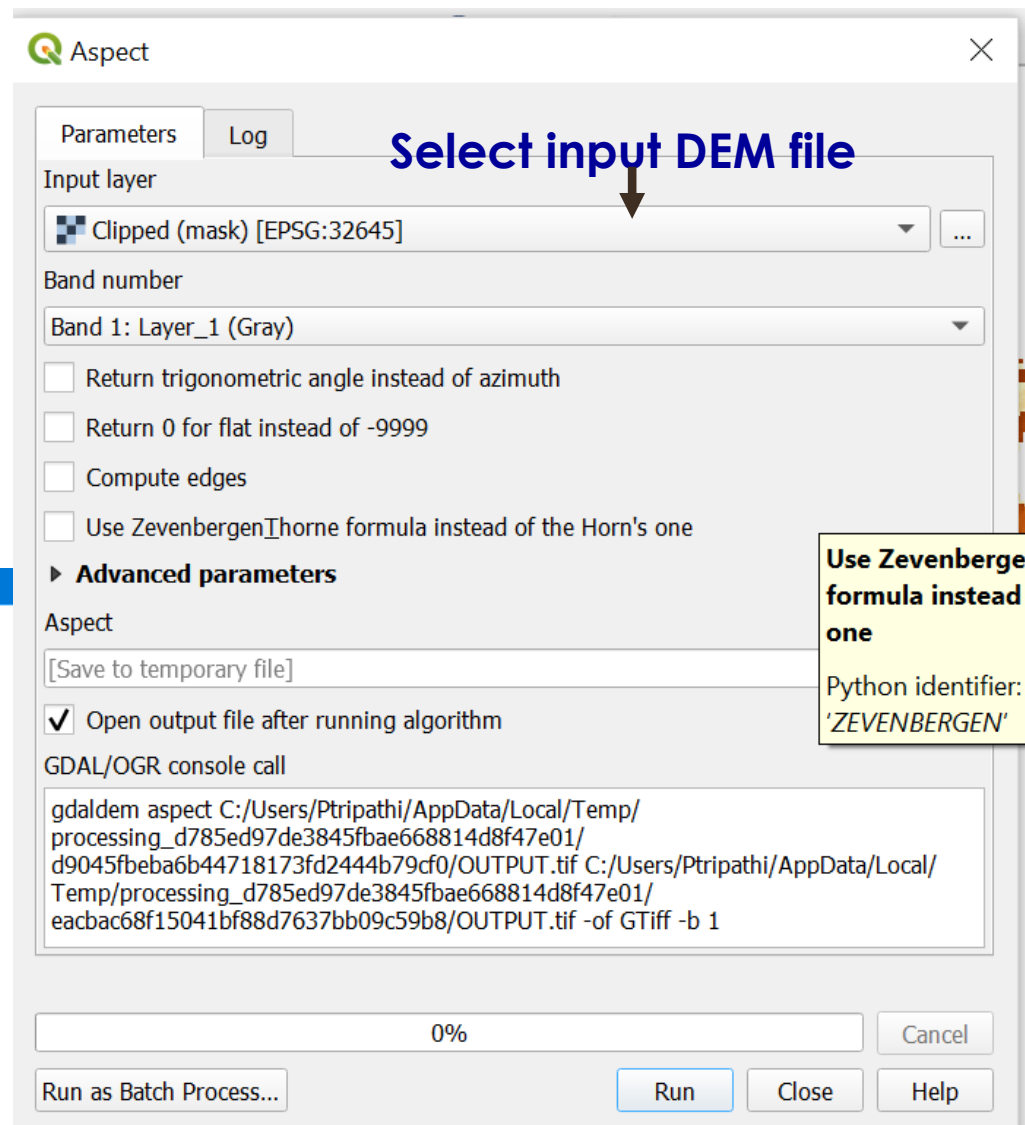 Aspect
Parameters
Log
Select input DEM file
Input layer
Clipped (mask) [EPSG:32645]
...
Band number
Band 1: Layer_1 (Gray)
Return trigonometric angle instead of azimuth
Return 0 for flat instead of -9999
Compute edges
Use ZevenbergenThorne formula instead of the Horn's one
Advanced parameters
Aspect
[Save to temporary file]
Open output file after running algorithm
Use Zevenberge
formula instead
one
Python identifier:
'ZEVENBERGEN'
GDAL/OGR console call
gdaldem aspect C:/Users/Ptripathi/AppData/Local/Temp/
processing_d785ed97de3845fbae668814d8f47e01/
d9045fbeba6b44718173fd2444b79cf0/OUTPUT.tif C:/Users/Ptripathi/AppData/Local/
Temp/processing_d785ed97de3845fbae668814d8f47e01/
eacbac68f15041bf88d7637bb09c59b8/OUTPUT.tif -of GTiff -b 1
0%
Cancel
Run as Batch Process...
Run
Close
Help